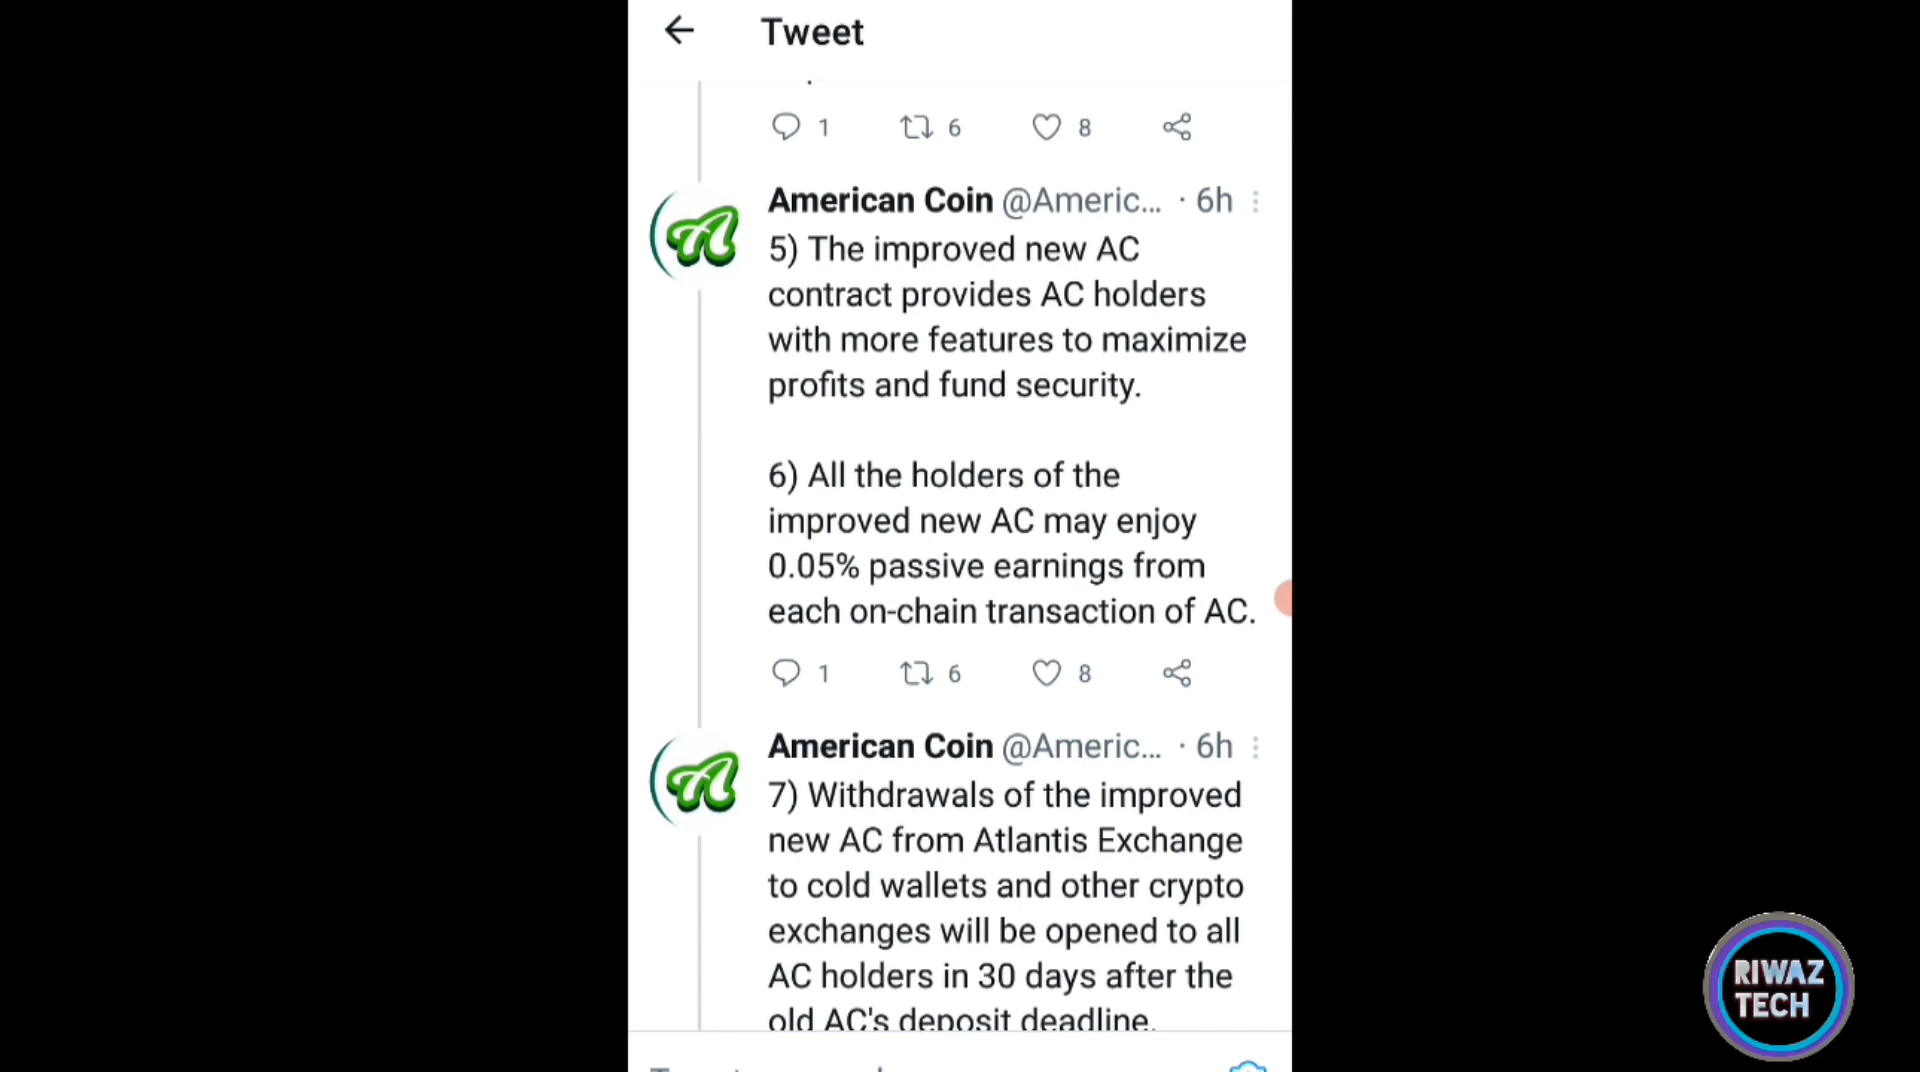 Tweet
1 6 8
American Coin @Americ... · 6h
5) The improved new AC
contract provides AC holders
with more features to maximize
profits and fund security.
6) All the holders of the
improved new AC may enjoy
0.05% passive earnings from
each on-chain transaction of AC.
1 6 8
American Coin @Americ... · 6h
7) Withdrawals of the improved
new AC from Atlantis Exchange
to cold wallets and other crypto
exchanges will be opened to all
AC holders in 30 days after the
old AC's deposit deadline.
RIWAZ
TECH